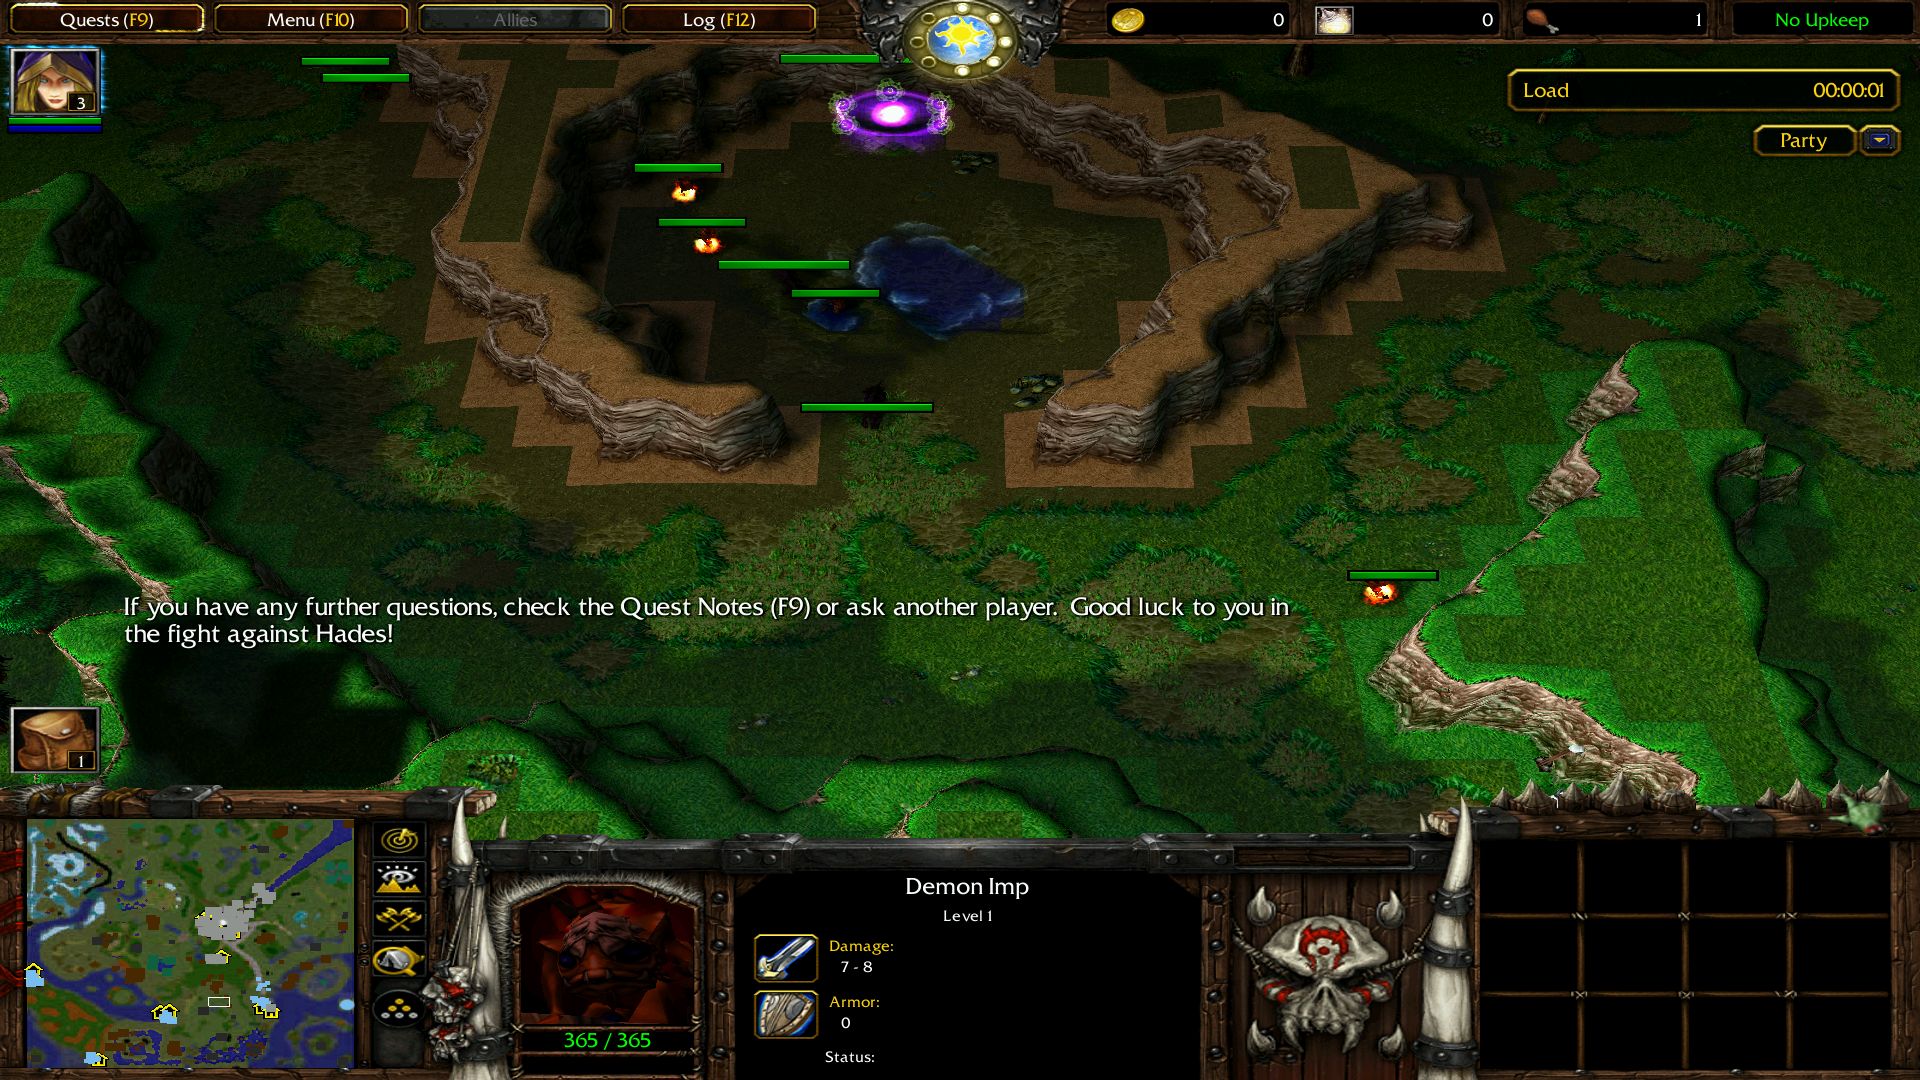 Quests (F9) Menu (F10) Allies Log (F12) 0 0 1 No Upkeep
3
Load 00:00:01
Party
If you have any further questions, check the Quest Notes (F9) or ask another player. Good luck to you in
the fight against Hades!
1
Demon Imp
Level 1
Damage:
7 - 8
Armor:
0
365 / 365
Status: